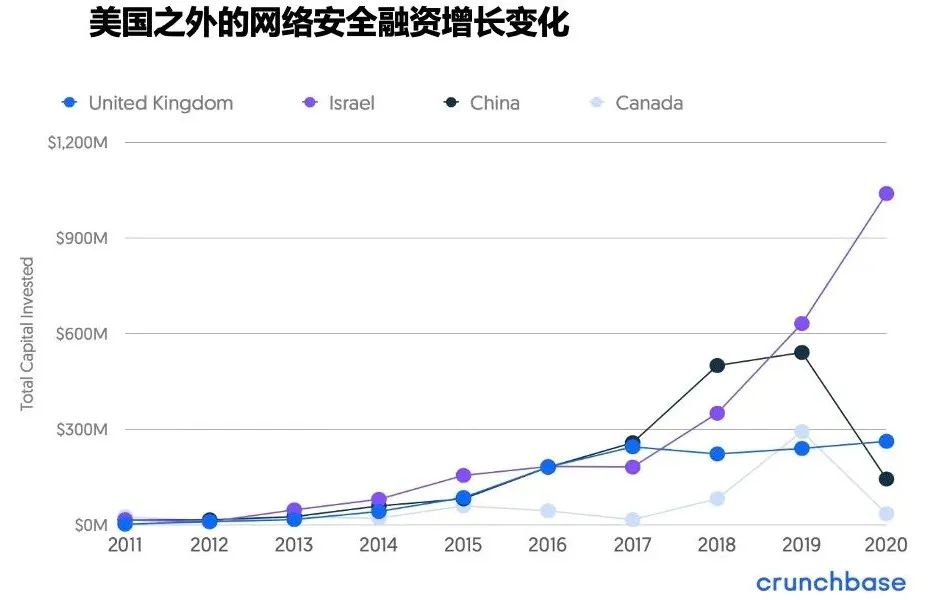 美国之外的网络安全融资增长变化
United Kingdom Israel China Canada
$1,200M
$900M
$600M
$300M
$0M
Total Capital Invested
2011 2012 2013 2014 2015 2016 2017 2018 2019 2020
crunchbase